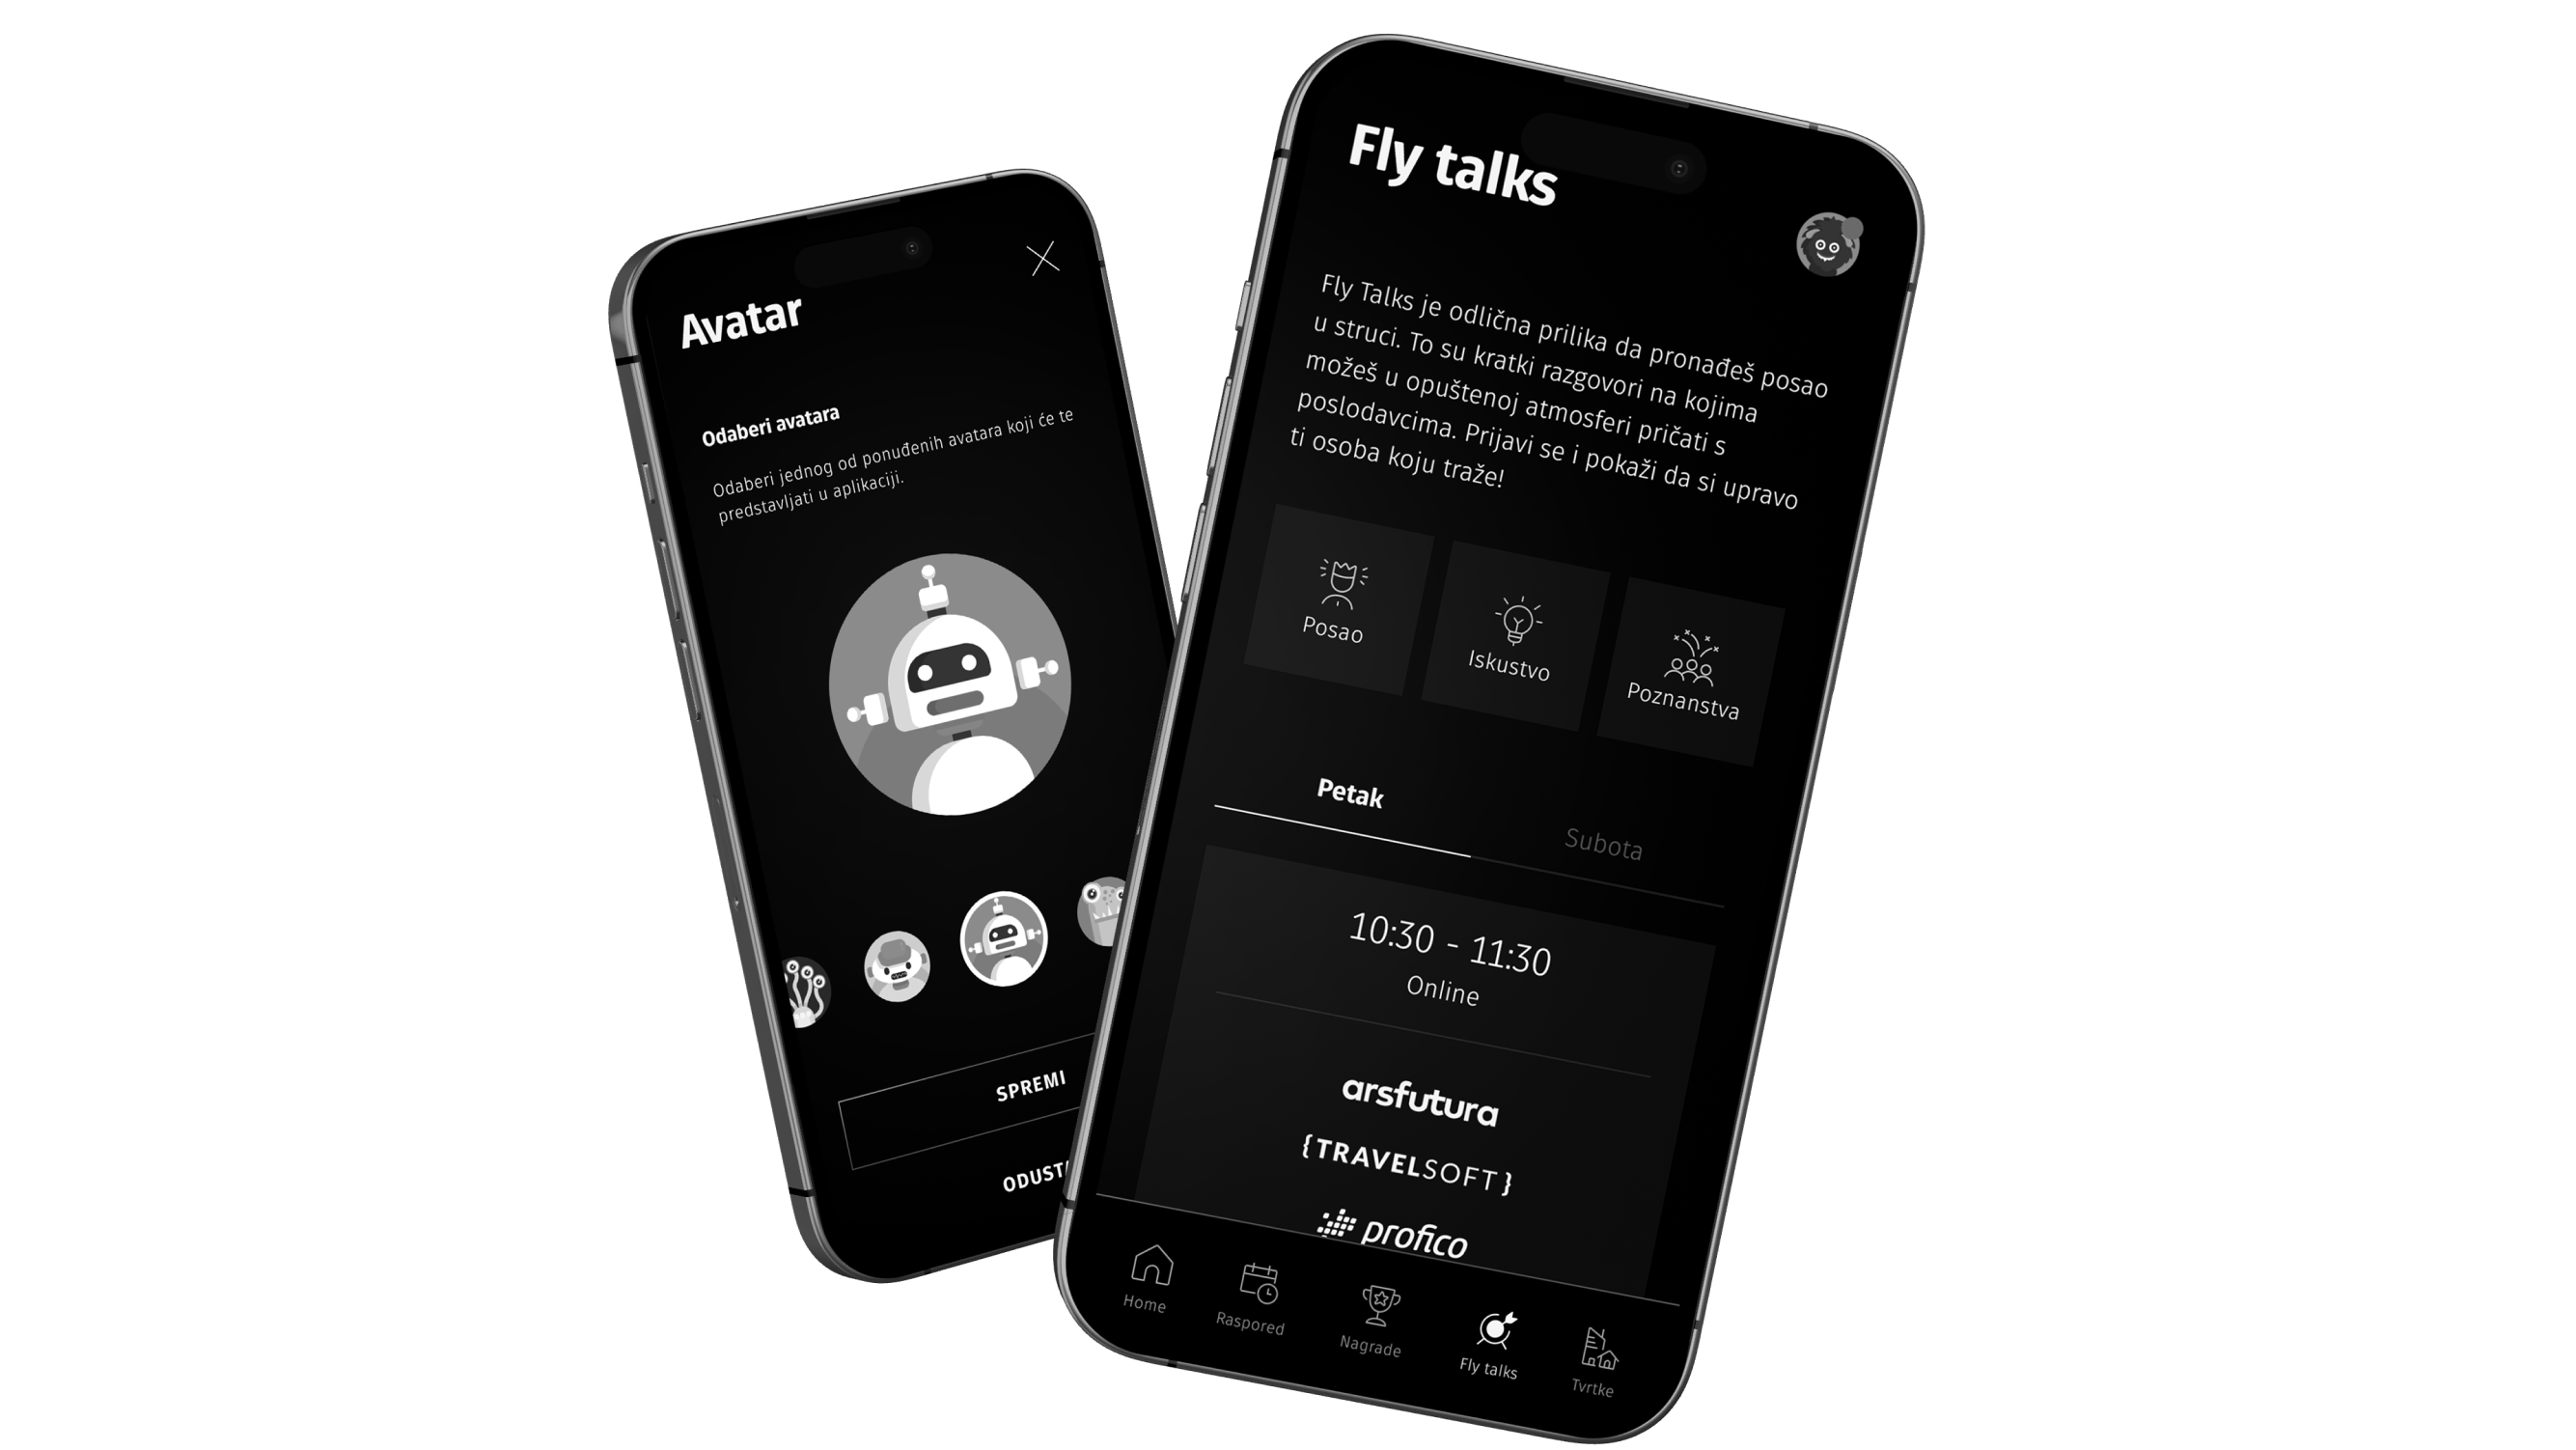 Avatar
Odaberi avatara
Odaberi jednog od ponuđenih avatara koji će te
predstavljati u aplikaciji.
SPREMI
Fly talks
Fly Talks je odlična prilika da pronađeš posao
u struci. To su kratki razgovori na kojima
možeš u opuštenoj atmosferi pričati s
poslodavcima. Prijavi se i pokaži da si upravo
ti osoba koju traže!
Posao
Iskustvo
Poznanstva
Petak
Subota
10:30 - 11:30
Online
arsfutura
{TRAVELSOFT}
profico
Home
Raspored
Nagrade
Fly talks
Tvrtke